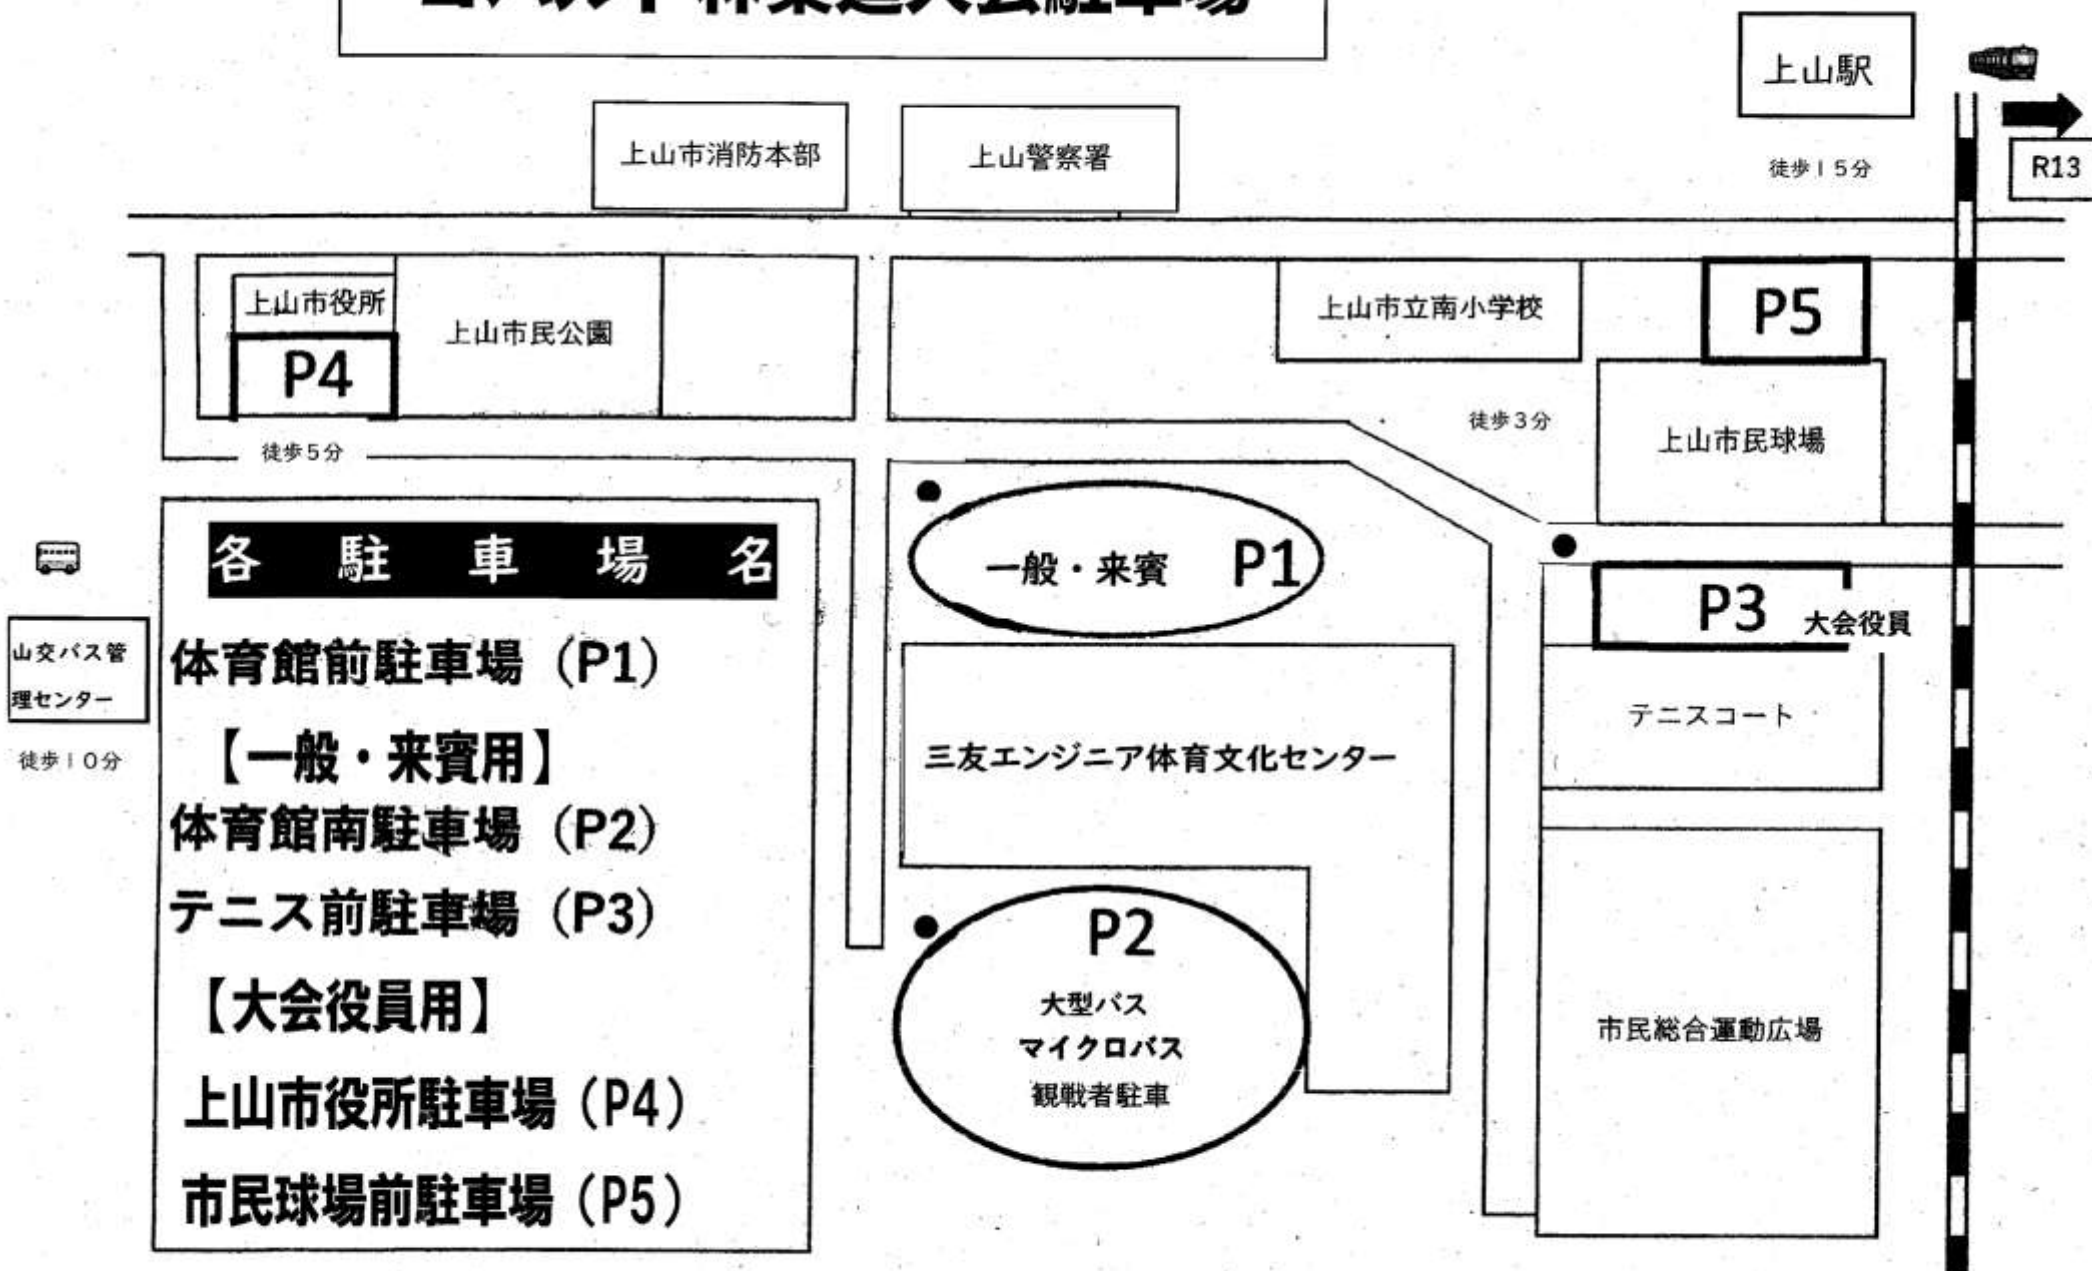 上山駅
徒歩15分
R13
上山市消防本部
上山警察署
上山市役所
P4
上山市民公園
徒歩5分
上山市立南小学校
P5
徒歩3分
上山市民球場
一般・来賓 P1
P3 大会役員
テニスコート
三友エンジニア体育文化センター
P2
大型バス
マイクロバス
観戦者駐車
市民総合運動広場
山交バス管
理センター
徒歩10分
各駐車場名
体育館前駐車場(P1)
【一般・来賓用】
体育館南駐車場(P2)
テニス前駐車場(P3)
【大会役員用】
上山市役所駐車場(P4)
市民球場前駐車場(P5)